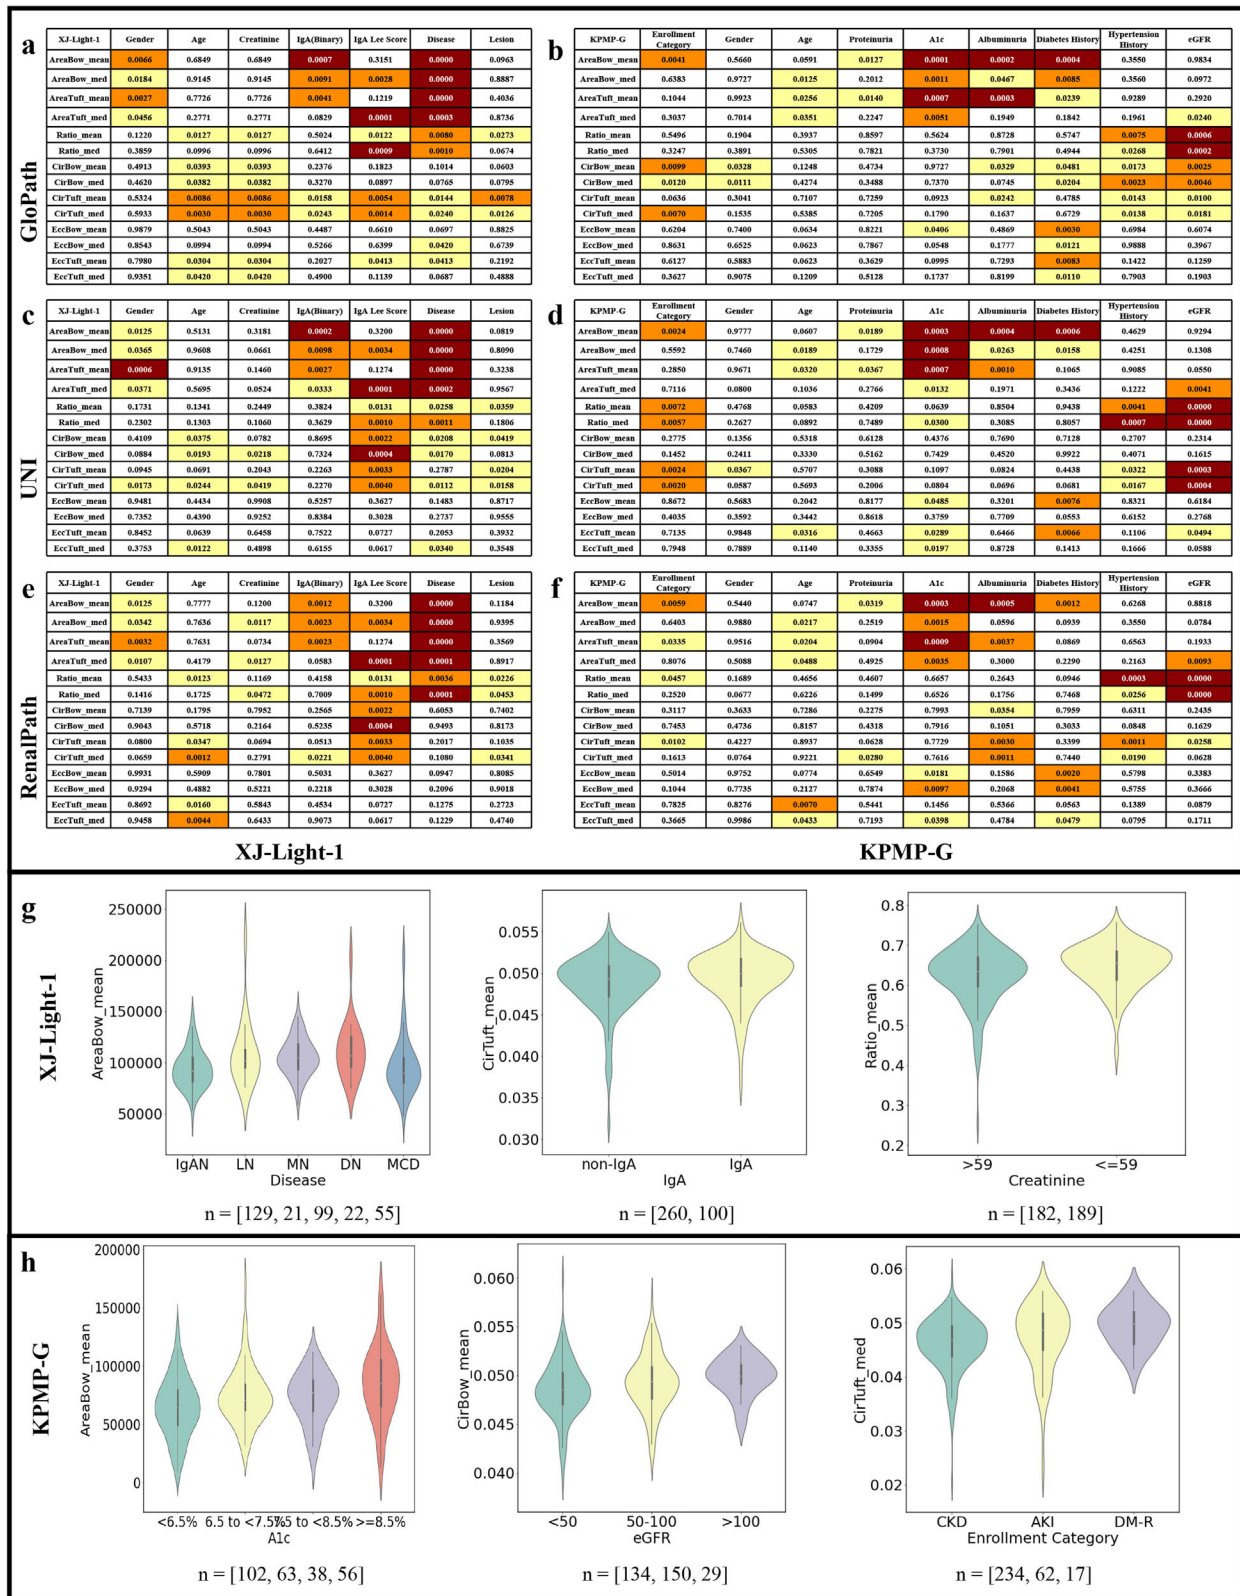 a
XJ-Light-1 Gender Age Creatinine IgA(Binary) IgA Lee Score Disease Lesion
AreaBow_mean 0.0066 0.6849 0.6849 0.0007 0.3151 0.0000 0.0963
AreaBow_med 0.0184 0.9145 0.9145 0.0091 0.0028 0.0000 0.8887
AreaTuft_mean 0.0027 0.7726 0.7726 0.0041 0.1219 0.0000 0.4036
AreaTuft_med 0.0456 0.2771 0.2771 0.0829 0.0001 0.0003 0.8736
Ratio_mean 0.1220 0.0127 0.0127 0.5024 0.0122 0.0080 0.0273
Ratio_med 0.3859 0.0996 0.0996 0.6412 0.0009 0.0010 0.0674
CirBow_mean 0.4913 0.0393 0.0393 0.2376 0.1823 0.1014 0.0603
CirBow_med 0.4620 0.0382 0.0382 0.3270 0.0897 0.0765 0.0795
CirTuft_mean 0.5324 0.0086 0.0086 0.0158 0.0054 0.0144 0.0078
CirTuft_med 0.5933 0.0030 0.0030 0.0243 0.0014 0.0240 0.0126
EccBow_mean 0.9879 0.5043 0.5043 0.4487 0.6610 0.0697 0.8825
EccBow_med 0.8543 0.0994 0.0994 0.5266 0.6399 0.0420 0.6739
EccTuft_mean 0.7980 0.0304 0.0304 0.2027 0.0413 0.0413 0.2192
EccTuft_med 0.9351 0.0420 0.0420 0.4900 0.1139 0.0687 0.4888
GloPath
b
KPMP-G Enrollment Category Gender Age Proteinuria A1c Albuminuria Diabetes History Hypertension History eGFR
AreaBow_mean 0.0041 0.5660 0.0591 0.0127 0.0001 0.0002 0.0004 0.3550 0.9834
AreaBow_med 0.6383 0.9727 0.0125 0.2012 0.0011 0.0467 0.0085 0.3560 0.0972
AreaTuft_mean 0.1044 0.9923 0.0256 0.0140 0.0007 0.0003 0.0239 0.9289 0.2920
AreaTuft_med 0.3037 0.7014 0.0351 0.2247 0.0051 0.1949 0.1842 0.1961 0.0240
Ratio_mean 0.5496 0.1904 0.3937 0.8597 0.5624 0.8728 0.5747 0.0075 0.0006
Ratio_med 0.3247 0.3891 0.5305 0.7821 0.3730 0.7901 0.4944 0.0268 0.0002
CirBow_mean 0.0099 0.0328 0.1248 0.4734 0.9727 0.0329 0.0481 0.0173 0.0025
CirBow_med 0.0120 0.0111 0.4274 0.3488 0.7370 0.0745 0.0204 0.0023 0.0046
CirTuft_mean 0.0636 0.3041 0.7107 0.7259 0.0923 0.0242 0.4785 0.0143 0.0100
CirTuft_med 0.0070 0.1535 0.5385 0.7205 0.1790 0.1637 0.6729 0.0138 0.0181
EccBow_mean 0.6204 0.7400 0.0634 0.8221 0.0406 0.4869 0.0030 0.6984 0.6074
EccBow_med 0.8631 0.6525 0.0623 0.7867 0.0548 0.1777 0.0121 0.9888 0.3967
EccTuft_mean 0.6127 0.5883 0.0623 0.3629 0.0995 0.7293 0.0083 0.1422 0.1259
EccTuft_med 0.3627 0.9075 0.1209 0.5128 0.1737 0.8199 0.0110 0.7903 0.1903
c
XJ-Light-1 Gender Age Creatinine IgA(Binary) IgA Lee Score Disease Lesion
AreaBow_mean 0.0125 0.5131 0.3181 0.0002 0.3200 0.0000 0.0819
AreaBow_med 0.0365 0.9608 0.0661 0.0098 0.0034 0.0000 0.8090
AreaTuft_mean 0.0006 0.9135 0.1460 0.0027 0.1274 0.0000 0.3238
AreaTuft_med 0.0371 0.5695 0.0524 0.0333 0.0001 0.0002 0.9567
Ratio_mean 0.1731 0.1341 0.2449 0.3824 0.0131 0.0258 0.0359
Ratio_med 0.2302 0.1303 0.1060 0.3629 0.0010 0.0011 0.1806
CirBow_mean 0.4109 0.0375 0.0782 0.8695 0.0022 0.0208 0.0419
CirBow_med 0.0884 0.0193 0.0218 0.7324 0.0004 0.0170 0.0813
CirTuft_mean 0.0945 0.0691 0.2043 0.2263 0.0033 0.2787 0.0204
CirTuft_med 0.0173 0.0244 0.0419 0.2270 0.0040 0.0112 0.0158
EccBow_mean 0.9481 0.4434 0.9908 0.5257 0.3627 0.1483 0.8717
EccBow_med 0.7352 0.4390 0.9252 0.8384 0.3028 0.2737 0.9555
EccTuft_mean 0.8452 0.0639 0.6458 0.7522 0.0727 0.2053 0.3932
EccTuft_med 0.3753 0.0122 0.4898 0.6155 0.0617 0.0340 0.3548
UNI
d
KPMP-G Enrollment Category Gender Age Proteinuria A1c Albuminuria Diabetes History Hypertension History eGFR
AreaBow_mean 0.0024 0.9777 0.0607 0.0189 0.0003 0.0004 0.0006 0.4629 0.9294
AreaBow_med 0.5592 0.7460 0.0189 0.1729 0.0008 0.0263 0.0158 0.4251 0.1308
AreaTuft_mean 0.2850 0.9671 0.0320 0.0367 0.0007 0.0010 0.1065 0.9085 0.0550
AreaTuft_med 0.7116 0.0800 0.1036 0.2766 0.0132 0.1971 0.3436 0.1222 0.0041
Ratio_mean 0.0072 0.4768 0.0583 0.4209 0.0639 0.8504 0.9438 0.0041 0.0000
Ratio_med 0.0057 0.2627 0.0892 0.7489 0.0300 0.3085 0.8057 0.0007 0.0000
CirBow_mean 0.2775 0.1356 0.5318 0.6128 0.4376 0.7690 0.7128 0.2707 0.2314
CirBow_med 0.1452 0.2411 0.3330 0.5162 0.7429 0.4520 0.9922 0.4071 0.1615
CirTuft_mean 0.0024 0.0367 0.5707 0.3088 0.1097 0.0824 0.4438 0.0322 0.0003
CirTuft_med 0.0020 0.0587 0.5693 0.2006 0.0804 0.0696 0.0681 0.0167 0.0004
EccBow_mean 0.8672 0.5683 0.2042 0.8177 0.0485 0.3201 0.0076 0.8321 0.6184
EccBow_med 0.4035 0.3592 0.3442 0.8618 0.3759 0.7709 0.0553 0.6152 0.2768
EccTuft_mean 0.7135 0.9848 0.0316 0.4663 0.0289 0.6466 0.0066 0.1106 0.0494
EccTuft_med 0.7948 0.7889 0.1140 0.3355 0.0197 0.8728 0.1413 0.1666 0.0588
e
XJ-Light-1 Gender Age Creatinine IgA(Binary) IgA Lee Score Disease Lesion
AreaBow_mean 0.0125 0.7777 0.1200 0.0012 0.3200 0.0000 0.1184
AreaBow_med 0.0342 0.7636 0.0117 0.0023 0.0034 0.0000 0.9395
AreaTuft_mean 0.0032 0.7631 0.0734 0.0023 0.1274 0.0000 0.3569
AreaTuft_med 0.0107 0.4179 0.0127 0.0583 0.0001 0.0001 0.8917
Ratio_mean 0.5433 0.0123 0.1169 0.4158 0.0131 0.0036 0.0226
Ratio_med 0.1416 0.1725 0.0472 0.7009 0.0010 0.0001 0.0453
CirBow_mean 0.7139 0.1795 0.7952 0.2565 0.0022 0.6053 0.7402
CirBow_med 0.9043 0.5718 0.2164 0.5235 0.0004 0.9493 0.8173
CirTuft_mean 0.0800 0.0347 0.0694 0.0513 0.0033 0.2017 0.1035
CirTuft_med 0.0659 0.0012 0.2791 0.0221 0.0040 0.1080 0.0341
EccBow_mean 0.9931 0.5909 0.7801 0.5031 0.3627 0.0947 0.8085
EccBow_med 0.9294 0.4882 0.5221 0.2218 0.3028 0.2096 0.9018
EccTuft_mean 0.8692 0.0160 0.5843 0.4534 0.0727 0.1275 0.2723
EccTuft_med 0.9458 0.0044 0.6433 0.9073 0.0617 0.1229 0.4740
RenalPath
f
KPMP-G Enrollment Category Gender Age Proteinuria A1c Albuminuria Diabetes History Hypertension History eGFR
AreaBow_mean 0.0059 0.5440 0.0747 0.0319 0.0003 0.0005 0.0012 0.6268 0.8818
AreaBow_med 0.6403 0.9880 0.0217 0.2519 0.0015 0.0596 0.0939 0.3550 0.0784
AreaTuft_mean 0.0335 0.9516 0.0204 0.0904 0.0009 0.0037 0.0869 0.6563 0.1933
AreaTuft_med 0.8076 0.5088 0.0488 0.4925 0.0035 0.3000 0.2290 0.2163 0.0093
Ratio_mean 0.0457 0.1689 0.4656 0.4607 0.6657 0.2643 0.0946 0.0003 0.0000
Ratio_med 0.2520 0.0677 0.6226 0.1499 0.6526 0.1756 0.7468 0.0256 0.0000
CirBow_mean 0.3117 0.3633 0.7286 0.2275 0.7993 0.0354 0.7959 0.6311 0.2435
CirBow_med 0.7453 0.4736 0.8157 0.4318 0.7916 0.1051 0.3033 0.0848 0.1629
CirTuft_mean 0.0102 0.4227 0.8937 0.0628 0.7729 0.0030 0.3399 0.0011 0.0258
CirTuft_med 0.1613 0.0764 0.9221 0.0280 0.7616 0.0011 0.7440 0.0190 0.0628
EccBow_mean 0.5014 0.9752 0.0774 0.6549 0.0181 0.1586 0.0020 0.5798 0.3383
EccBow_med 0.1044 0.7735 0.2127 0.7874 0.0097 0.2068 0.0041 0.5755 0.3666
EccTuft_mean 0.7825 0.8276 0.0070 0.5441 0.1456 0.5366 0.0563 0.1389 0.0879
EccTuft_med 0.3665 0.9986 0.0433 0.7193 0.0398 0.4784 0.0479 0.0795 0.1711
XJ-Light-1
KPMP-G
g
XJ-Light-1
AreaBow_mean
250000
200000
150000
100000
50000
IgAN LN MN DN MCD
Disease
n = [129, 21, 99, 22, 55]
CirTuft_mean
0.055
0.050
0.045
0.040
0.035
0.030
non-IgA IgA
IgA
n = [260, 100]
Ratio_mean
0.8
0.7
0.6
0.5
0.4
0.3
0.2
>59 <=59
Creatinine
n = [182, 189]
h
KPMP-G
AreaBow_mean
200000
150000
100000
50000
0
<6.5% 6.5 to <7.5% 7.5 to <8.5% >=8.5%
A1c
n = [102, 63, 38, 56]
CirBow_mean
0.060
0.055
0.050
0.045
0.040
<50 50-100 >100
eGFR
n = [134, 150, 29]
CirTuft_med
0.06
0.05
0.04
0.03
0.02
CKD AKI DM-R
Enrollment Category
n = [234, 62, 17]